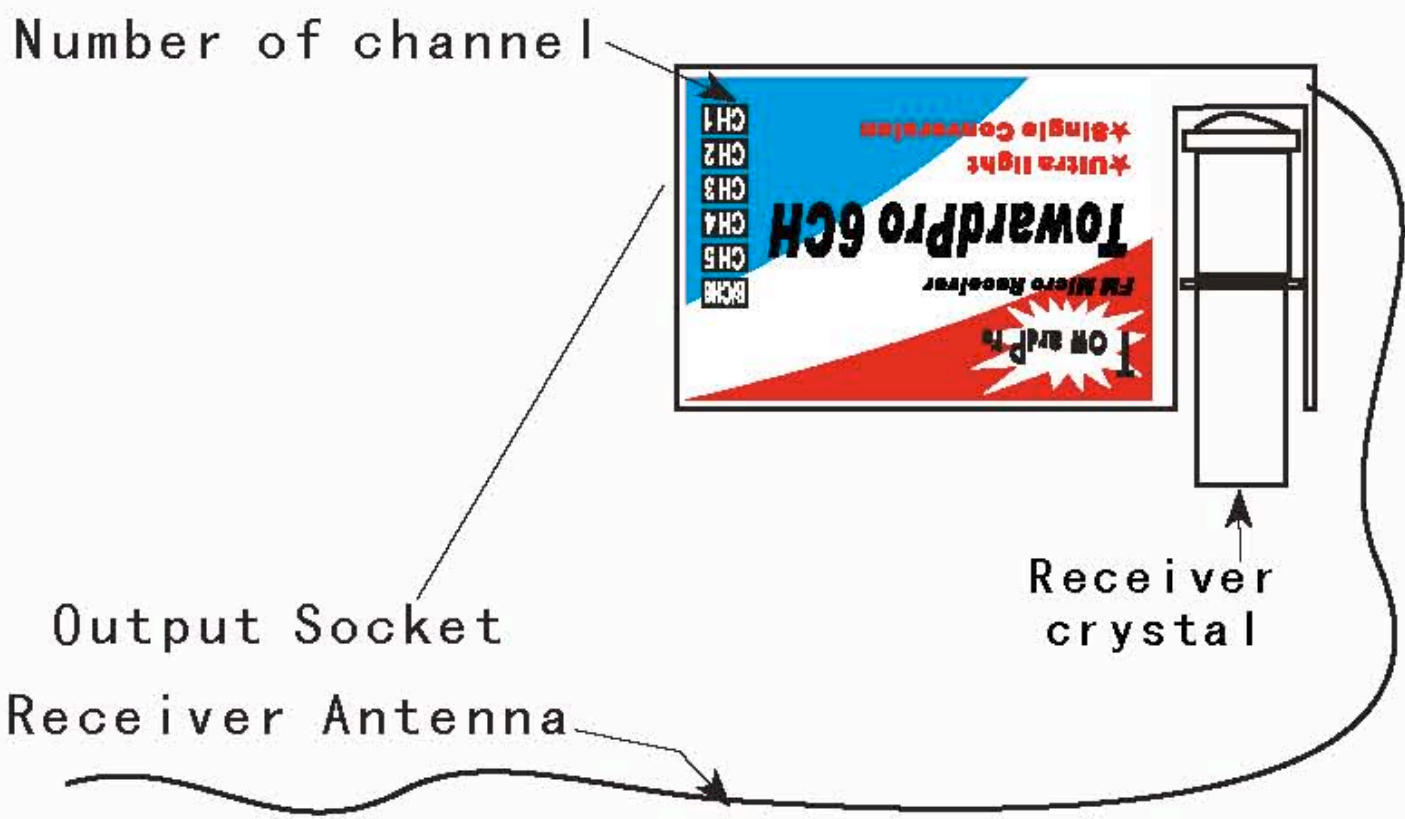 Number of channel
CH1
CH2
CH3
CH4
CH5
B/CH6
★Single Conversion
★Ultra light
TowardPro 6CH
FM Micro Receiver
TowardPro
Receiver
crystal
Output Socket
Receiver Antenna